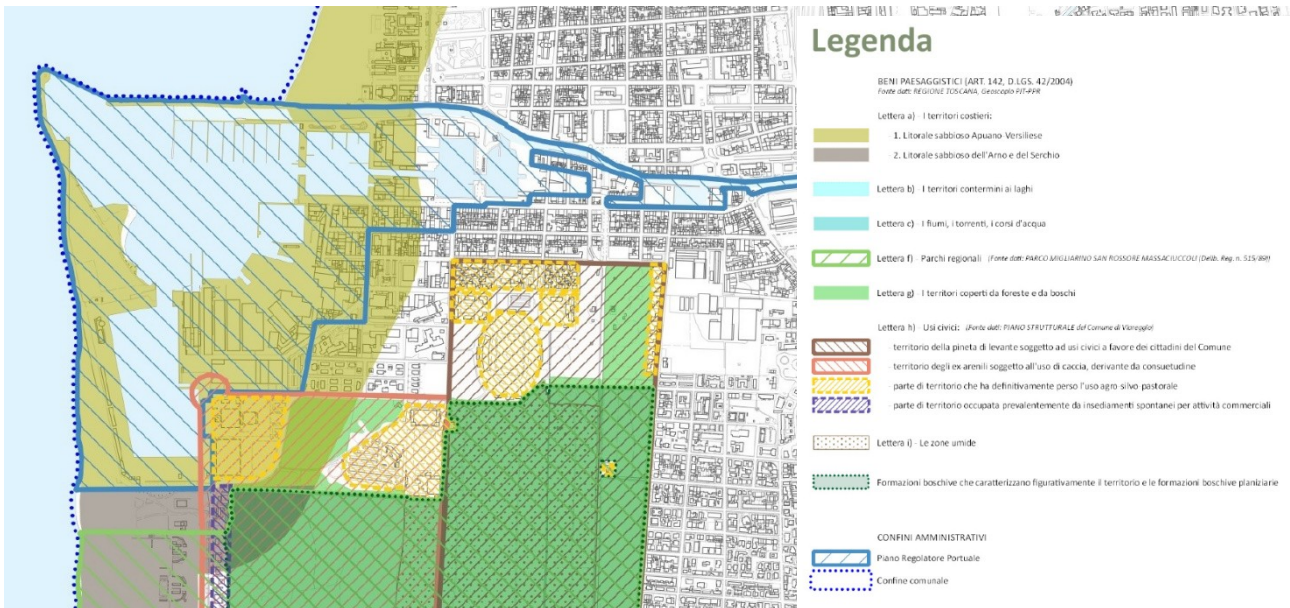 Legenda
BENI PAESAGGISTICI (ART. 142, D.LGS. 42/2004)
Fonte dati: REGIONE TOSCANA, Geoscopio PIT-PPR
Lettera a) - I territori costieri:
1. Litorale sabbioso Apuano-Versiliese
2. Litorale sabbioso dell'Arno e del Serchio
Lettera b) - I territori contermini ai laghi
Lettera c) - I fiumi, i torrenti, i corsi d'acqua
Lettera f) - Parchi regionali (Fonte dati: PARCO MIGLIARINO SAN ROSSORE MASSACIUCCOLI (Delib. Reg. n. 515/89)
Lettera g) - I territori coperti da foreste e da boschi
Lettera h) - Usi civici: (Fonte dati: PIANO STRUTTURALE del Comune di Viareggio)
- territorio della pineta di levante soggetto ad usi civici a favore dei cittadini del Comune
- territorio degli ex arenili soggetto all'uso di caccia, derivante da consuetudine
- parte di territorio che ha definitivamente perso l'uso agro silvo pastorale
- parte di territorio occupata prevalentemente da insediamenti spontanei per attività commerciali
Lettera i) - Le zone umide
Formazioni boschive che caratterizzano figurativamente il territorio e le formazioni boschive planiziarie
CONFINI AMMINISTRATIVI
Piano Regolatore Portuale
Confine comunale